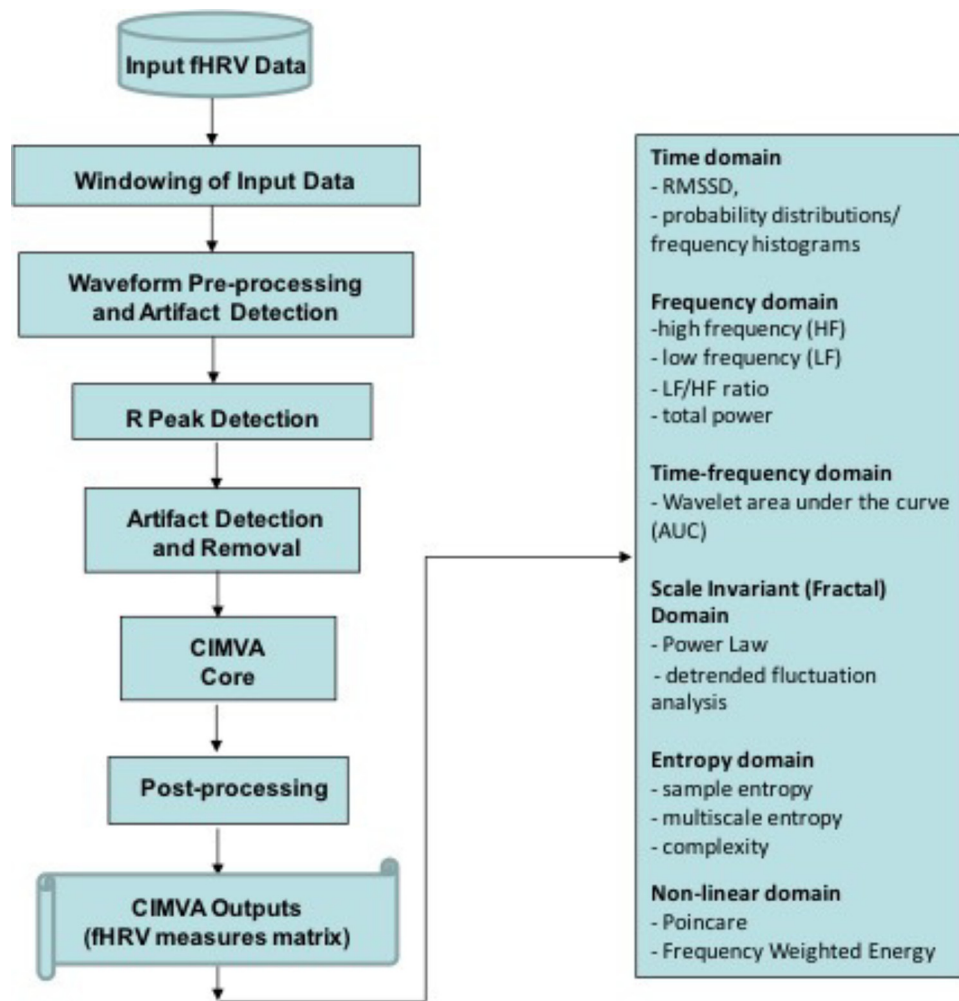 Input fHRV Data
Windowing of Input Data
Waveform Pre-processing
and Artifact Detection
R Peak Detection
Artifact Detection
and Removal
CIMVA
Core
Post-processing
CIMVA Outputs
(fHRV measures matrix)
Time domain
- RMSSD,
- probability distributions/
frequency histograms
Frequency domain
-high frequency (HF)
- low frequency (LF)
- LF/HF ratio
- total power
Time-frequency domain
- Wavelet area under the curve
(AUC)
Scale Invariant (Fractal)
Domain
- Power Law
- detrended fluctuation
analysis
Entropy domain
- sample entropy
- multiscale entropy
- complexity
Non-linear domain
- Poincare
- Frequency Weighted Energy